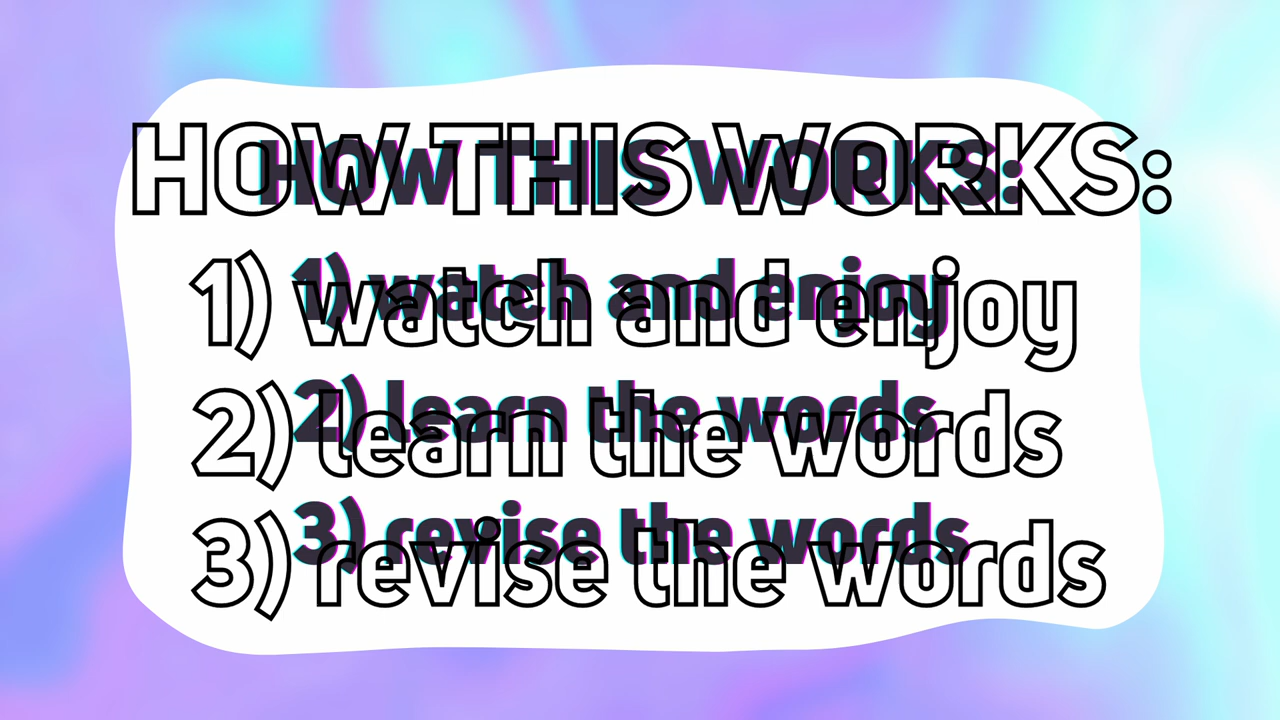 HOW THIS WORKS:
1) watch and enjoy
2) learn the words
3) revise the words